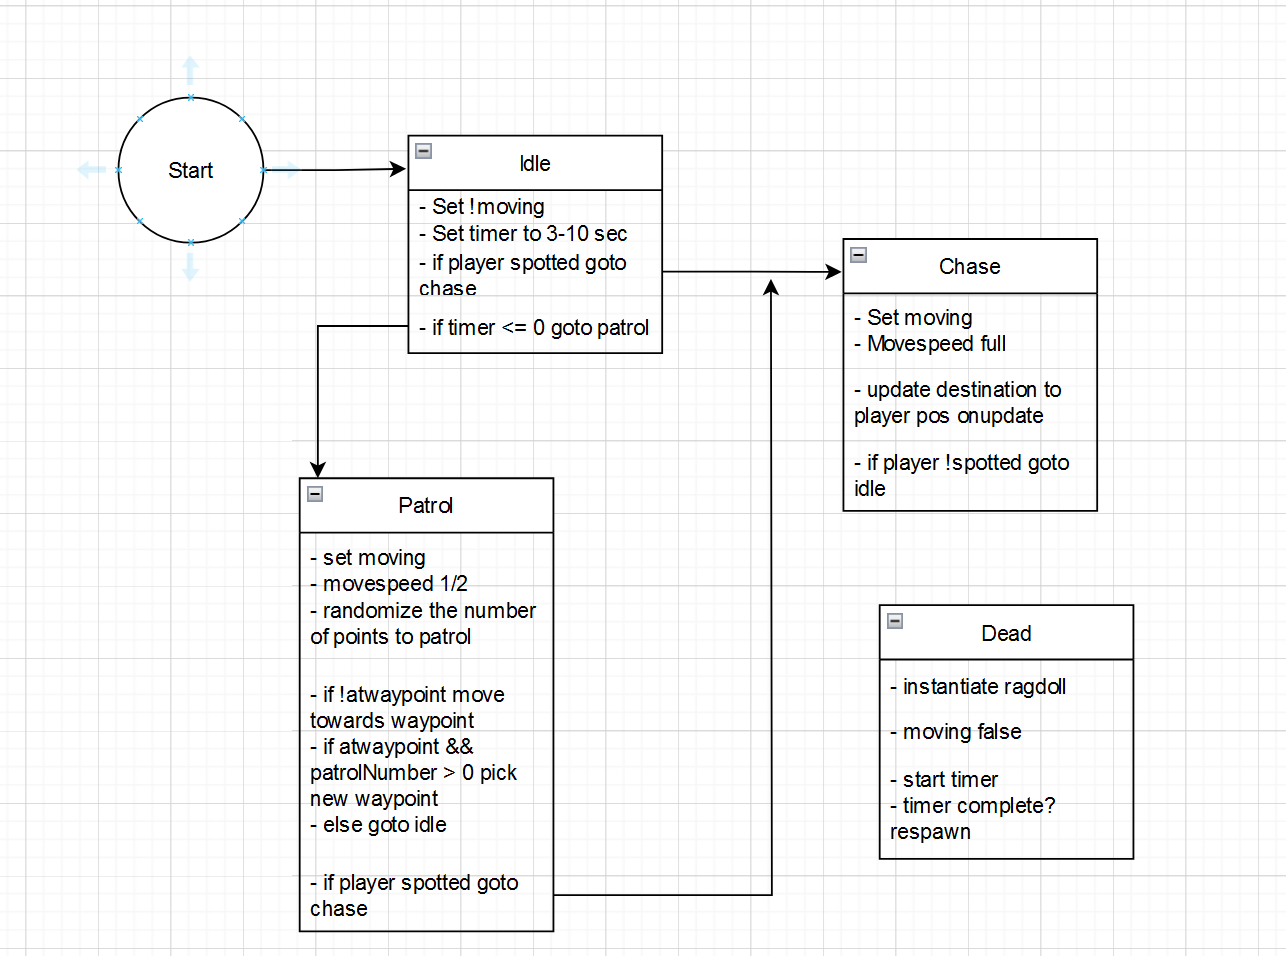 Start
Idle
- Set !moving
- Set timer to 3-10 sec
- if player spotted goto
chase
- if timer <= 0 goto patrol
Chase
- Set moving
- Movespeed full
- update destination to
player pos onupdate
- if player !spotted goto
idle
Patrol
- set moving
- movespeed 1/2
- randomize the number
of points to patrol
- if !atwaypoint move
towards waypoint
- if atwaypoint &&
patrolNumber > 0 pick
new waypoint
- else goto idle
- if player spotted goto
chase
Dead
- instantiate ragdoll
- moving false
- start timer
- timer complete?
respawn